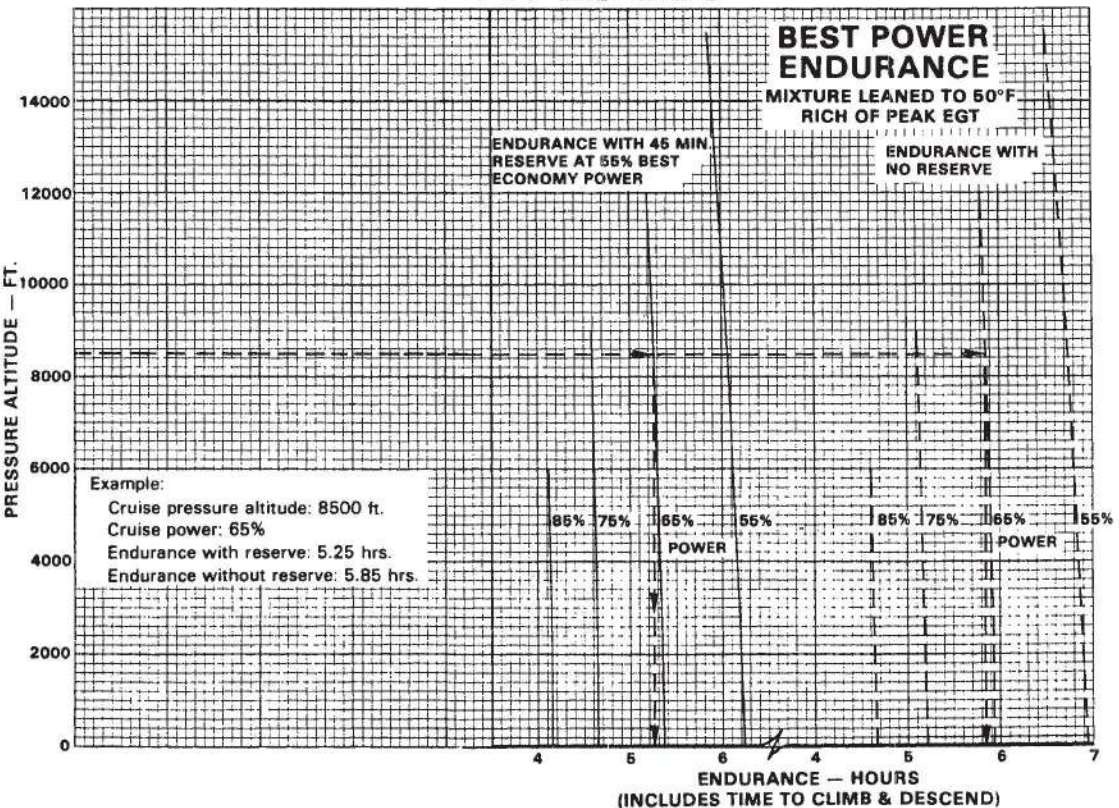 BEST POWER
ENDURANCE
MIXTURE LEANED TO 50°F
RICH OF PEAK EGT
ENDURANCE WITH 45 MIN.
RESERVE AT 55% BEST
ECONOMY POWER
ENDURANCE WITH
NO RESERVE
PRESSURE ALTITUDE — FT.
14000
12000
10000
8000
6000
4000
2000
0
Example:
Cruise pressure altitude: 8500 ft.
Cruise power: 65%
Endurance with reserve: 5.25 hrs.
Endurance without reserve: 5.85 hrs.
85% 75% 65% 55%
POWER
85% 75% 65% 55%
POWER
4 5 6 4 5 6 7
ENDURANCE — HOURS
(INCLUDES TIME TO CLIMB & DESCEND)